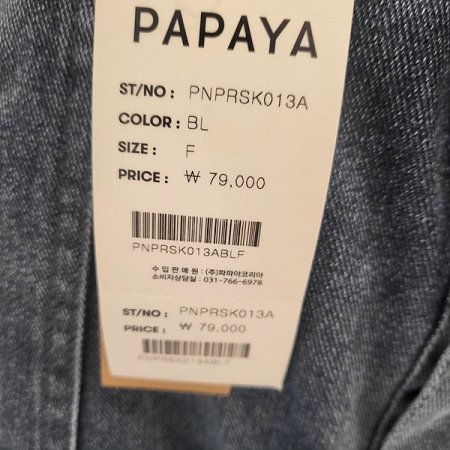 PAPAYA
ST/NO : PNPRSK013A
COLOR : BL
SIZE : F
PRICE : ₩ 79,000
PNPRSK013ABLF
수 입 판 매 원 : (주)파파야코리아
소비자상담실 : 031-766-6978
ST/NO : PNPRSK013A
PRICE : ₩ 79,000
PNPRSK013ABLF